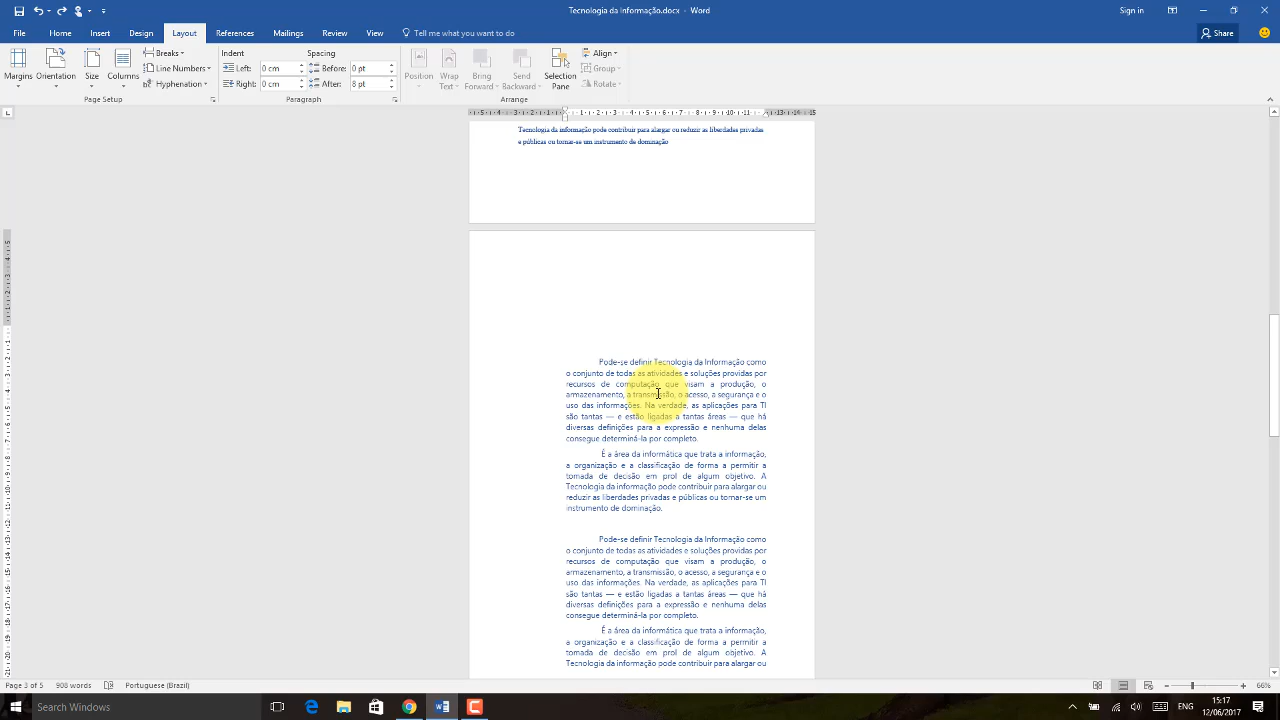 Tecnologia da Informação.docx - Word
Sign in
File Home Insert Design Layout References Mailings Review View Tell me what you want to do
Share
Margins Orientation Size Columns
Breaks
Line Numbers
Hyphenation
Page Setup
Indent Spacing
Left: 0 cm Before: 0 pt
Right: 0 cm After: 8 pt
Paragraph
Position Wrap Text Bring Forward Send Backward Selection Pane
Align
Group
Rotate
Arrange
Tecnologia da informação pode contribuir para alargar ou reduzir as liberdades privadas
e públicas ou tornar-se um instrumento de dominação
Pode-se definir Tecnologia da Informação como
o conjunto de todas as atividades e soluções providas por
recursos de computação que visam a produção, o
armazenamento, a transmissão, o acesso, a segurança e o
uso das informações. Na verdade, as aplicações para TI
são tantas — e estão ligadas a tantas áreas — que há
diversas definições para a expressão e nenhuma delas
consegue determiná-la por completo.
É a área da informática que trata a informação,
a organização e a classificação de forma a permitir a
tomada de decisão em prol de algum objetivo. A
Tecnologia da informação pode contribuir para alargar ou
reduzir as liberdades privadas e públicas ou tornar-se um
instrumento de dominação.
Pode-se definir Tecnologia da Informação como
o conjunto de todas as atividades e soluções providas por
recursos de computação que visam a produção, o
armazenamento, a transmissão, o acesso, a segurança e o
uso das informações. Na verdade, as aplicações para TI
são tantas — e estão ligadas a tantas áreas — que há
diversas definições para a expressão e nenhuma delas
consegue determiná-la por completo.
É a área da informática que trata a informação,
a organização e a classificação de forma a permitir a
tomada de decisão em prol de algum objetivo. A
Tecnologia da informação pode contribuir para alargar ou
Page 3 of 5 908 words Portuguese (Brazil) 66%
Search Windows
15:17
12/06/2017